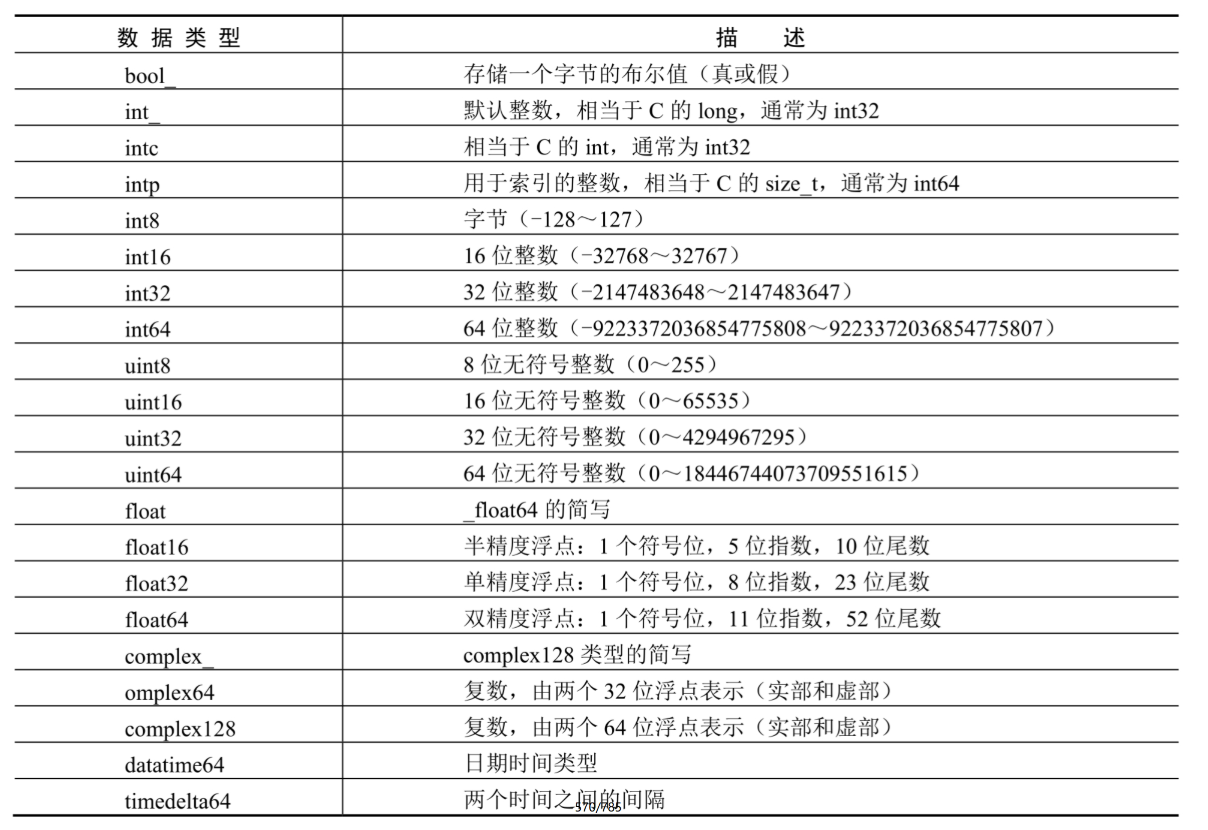 数 据 类 型 描 述
bool_ 存储一个字节的布尔值（真或假）
int_ 默认整数，相当于 C 的 long，通常为 int32
intc 相当于 C 的 int，通常为 int32
intp 用于索引的整数，相当于 C 的 size_t，通常为 int64
int8 字节（-128～127）
int16 16 位整数（-32768～32767）
int32 32 位整数（-2147483648～2147483647）
int64 64 位整数（-9223372036854775808～9223372036854775807）
uint8 8 位无符号整数（0～255）
uint16 16 位无符号整数（0～65535）
uint32 32 位无符号整数（0～4294967295）
uint64 64 位无符号整数（0～18446744073709551615）
float _float64 的简写
float16 半精度浮点：1 个符号位，5 位指数，10 位尾数
float32 单精度浮点：1 个符号位，8 位指数，23 位尾数
float64 双精度浮点：1 个符号位，11 位指数，52 位尾数
complex_ complex128 类型的简写
omplex64 复数，由两个 32 位浮点表示（实部和虚部）
complex128 复数，由两个 64 位浮点表示（实部和虚部）
datatime64 日期时间类型
timedelta64 两个时间之间的间隔
570/785